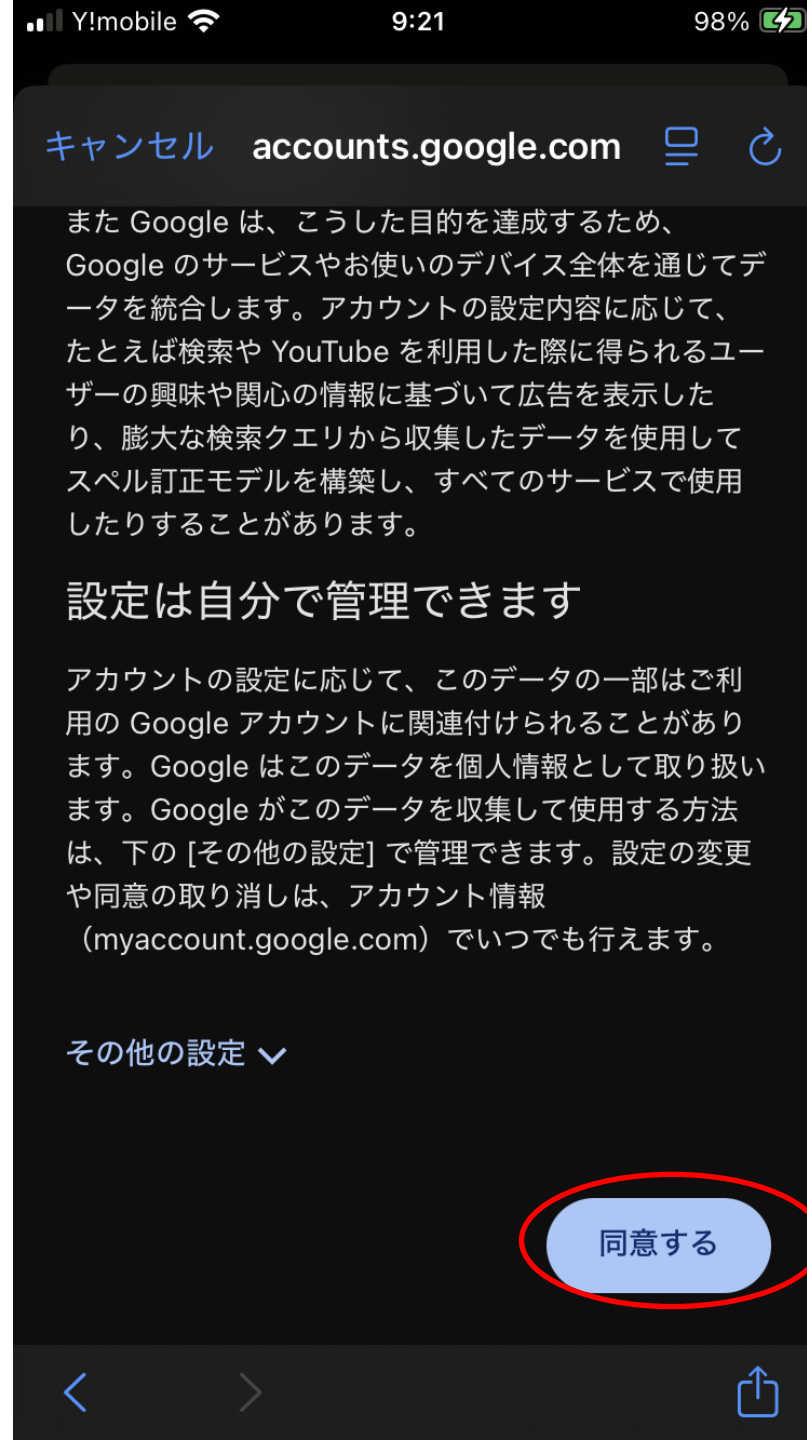 Y!mobile 9:21 98%
キャンセル accounts.google.com
また Google は、こうした目的を達成するため、
Google のサービスやお使いのデバイス全体を通じてデ
ータを統合します。アカウントの設定内容に応じて、
たとえば検索や YouTube を利用した際に得られるユー
ザーの興味や関心の情報に基づいて広告を表示した
り、膨大な検索クエリから収集したデータを使用して
スペル訂正モデルを構築し、すべてのサービスで使用
したりすることがあります。
設定は自分で管理できます
アカウントの設定に応じて、このデータの一部はご利
用の Google アカウントに関連付けられることがあり
ます。Google はこのデータを個人情報として取り扱い
ます。Google がこのデータを収集して使用する方法
は、下の [その他の設定] で管理できます。設定の変更
や同意の取り消しは、アカウント情報
（myaccount.google.com）でいつでも行えます。
その他の設定
同意する